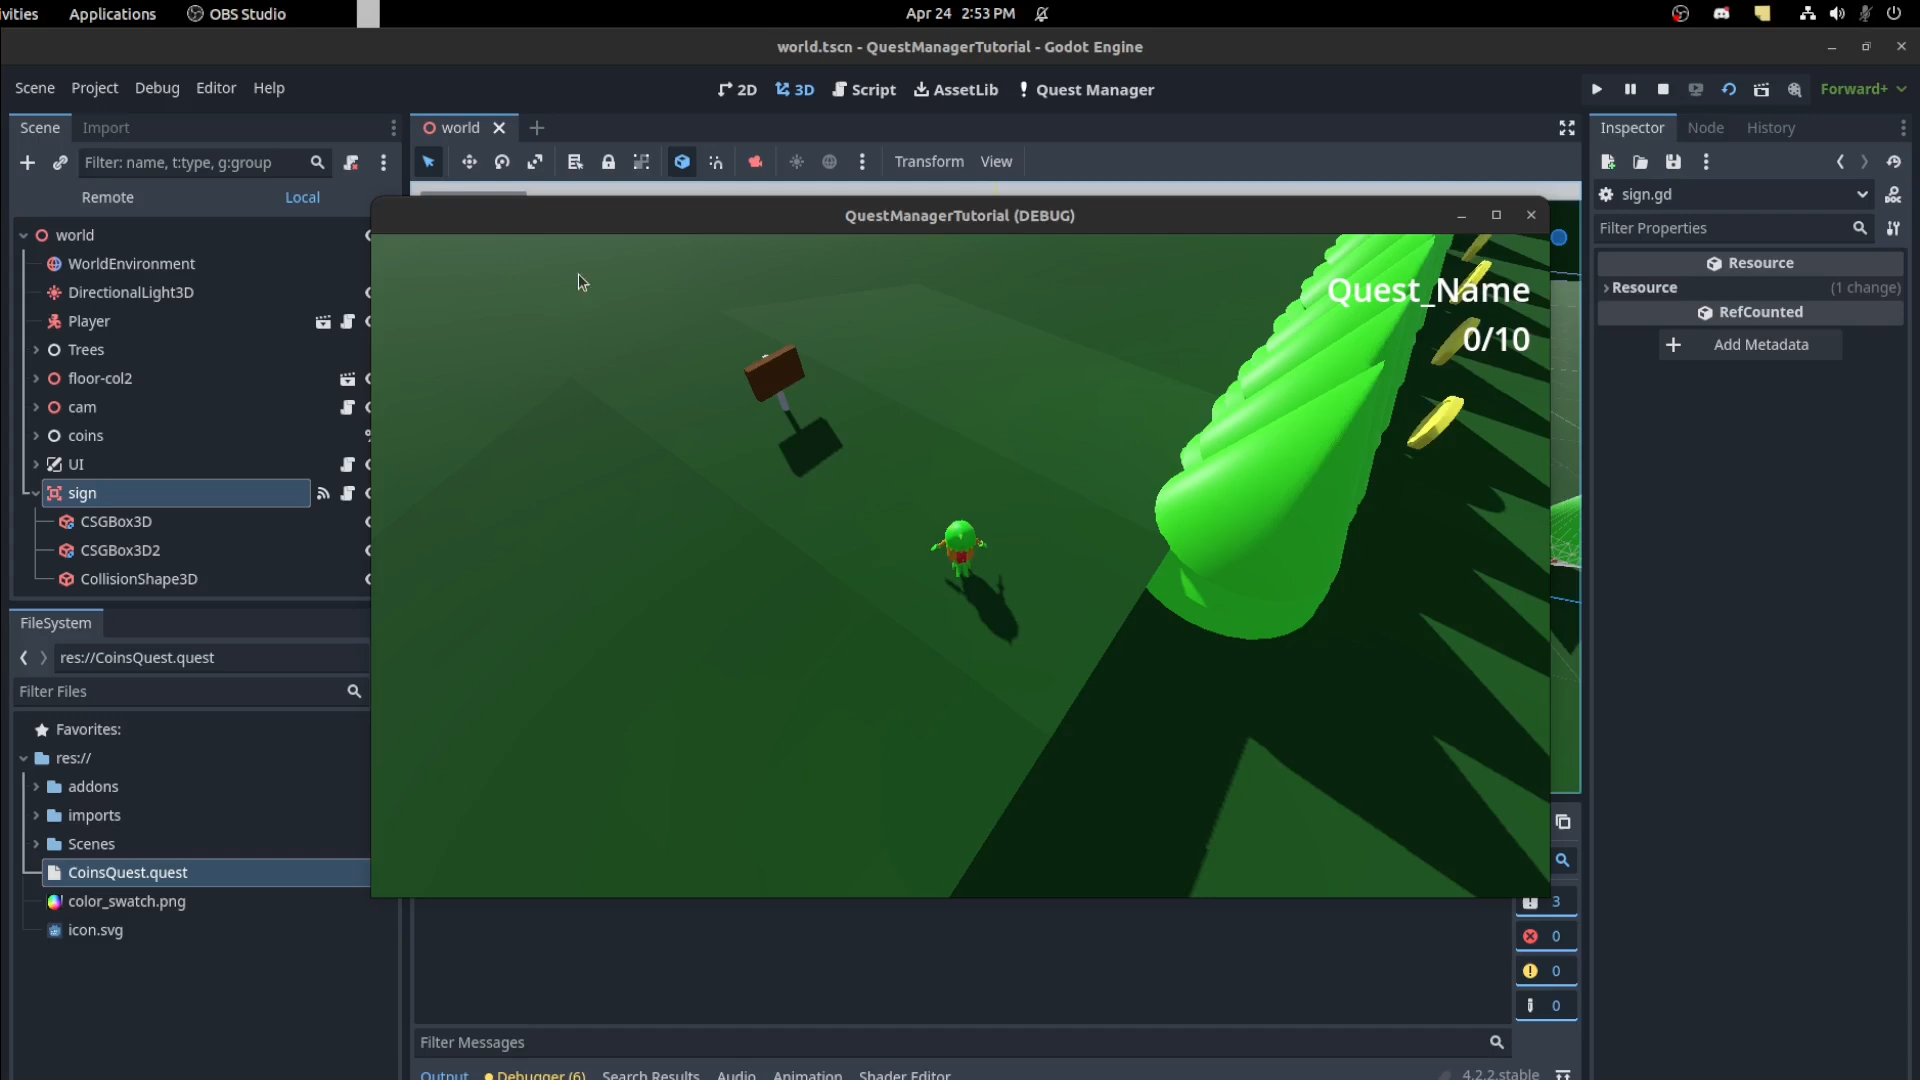 ivities
Applications
OBS Studio
Apr 24 2:53 PM
world.tscn - QuestManagerTutorial - Godot Engine
Scene
Project
Debug
Editor
Help
2D
3D
Script
AssetLib
Quest Manager
Forward+
Scene
Import
world
Inspector
Node
History
Filter: name, t:type, g:group
Transform
View
Remote
Local
sign.gd
Filter Properties
QuestManagerTutorial (DEBUG)
world
WorldEnvironment
DirectionalLight3D
Player
Trees
floor-col2
cam
coins
UI
sign
CSGBox3D
CSGBox3D2
CollisionShape3D
Resource
Resource (1 change)
RefCounted
Add Metadata
Quest_Name
0/10
FileSystem
res://CoinsQuest.quest
Filter Files
Favorites:
res://
addons
imports
Scenes
CoinsQuest.quest
color_swatch.png
icon.svg
3
0
0
0
Filter Messages
Output
Debugger (6)
Search Results
Audio
Animation
Shader Editor
4.2.2.stable